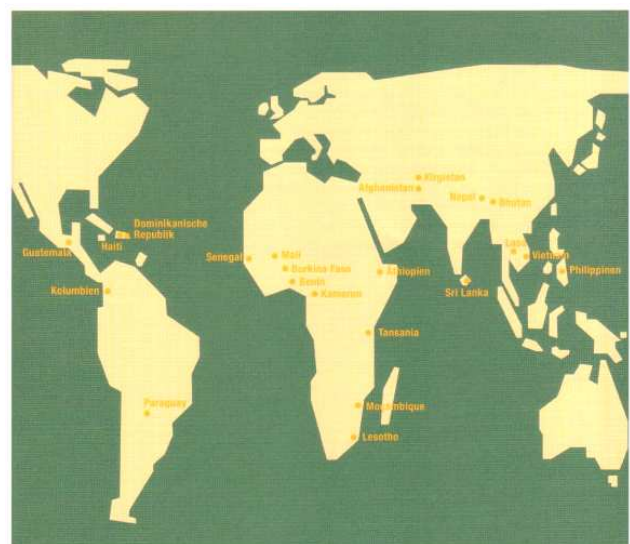 Kirgistan
Afghanistan
Nepal
Bhutan
Dominikanische
Republik
Haiti
Guatemala
Kolumbien
Paraguay
Senegal
Mali
Burkina Faso
Benin
Kamerun
Äthiopien
Tansania
Mosambique
Lesotho
Sri Lanka
Laos
Vietnam
Philippinen